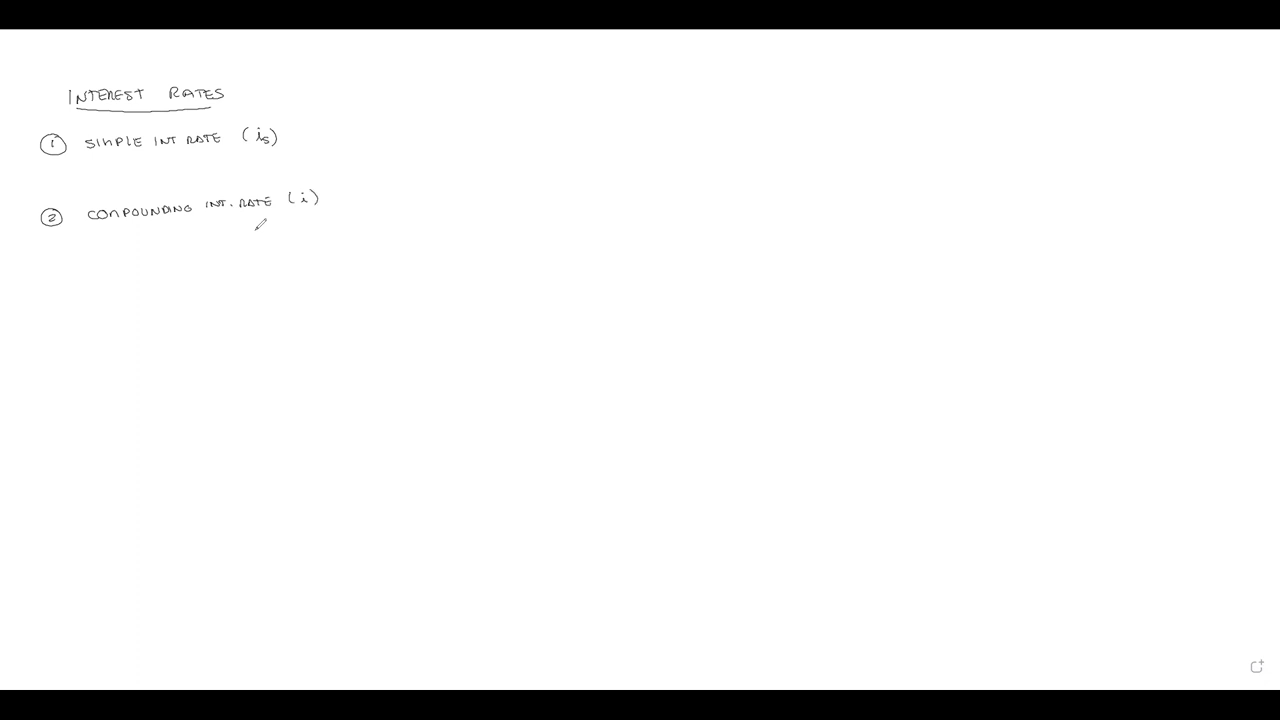 INTEREST RATES
① SIMPLE INT RATE (is)
② COMPOUNDING INT. RATE (i)